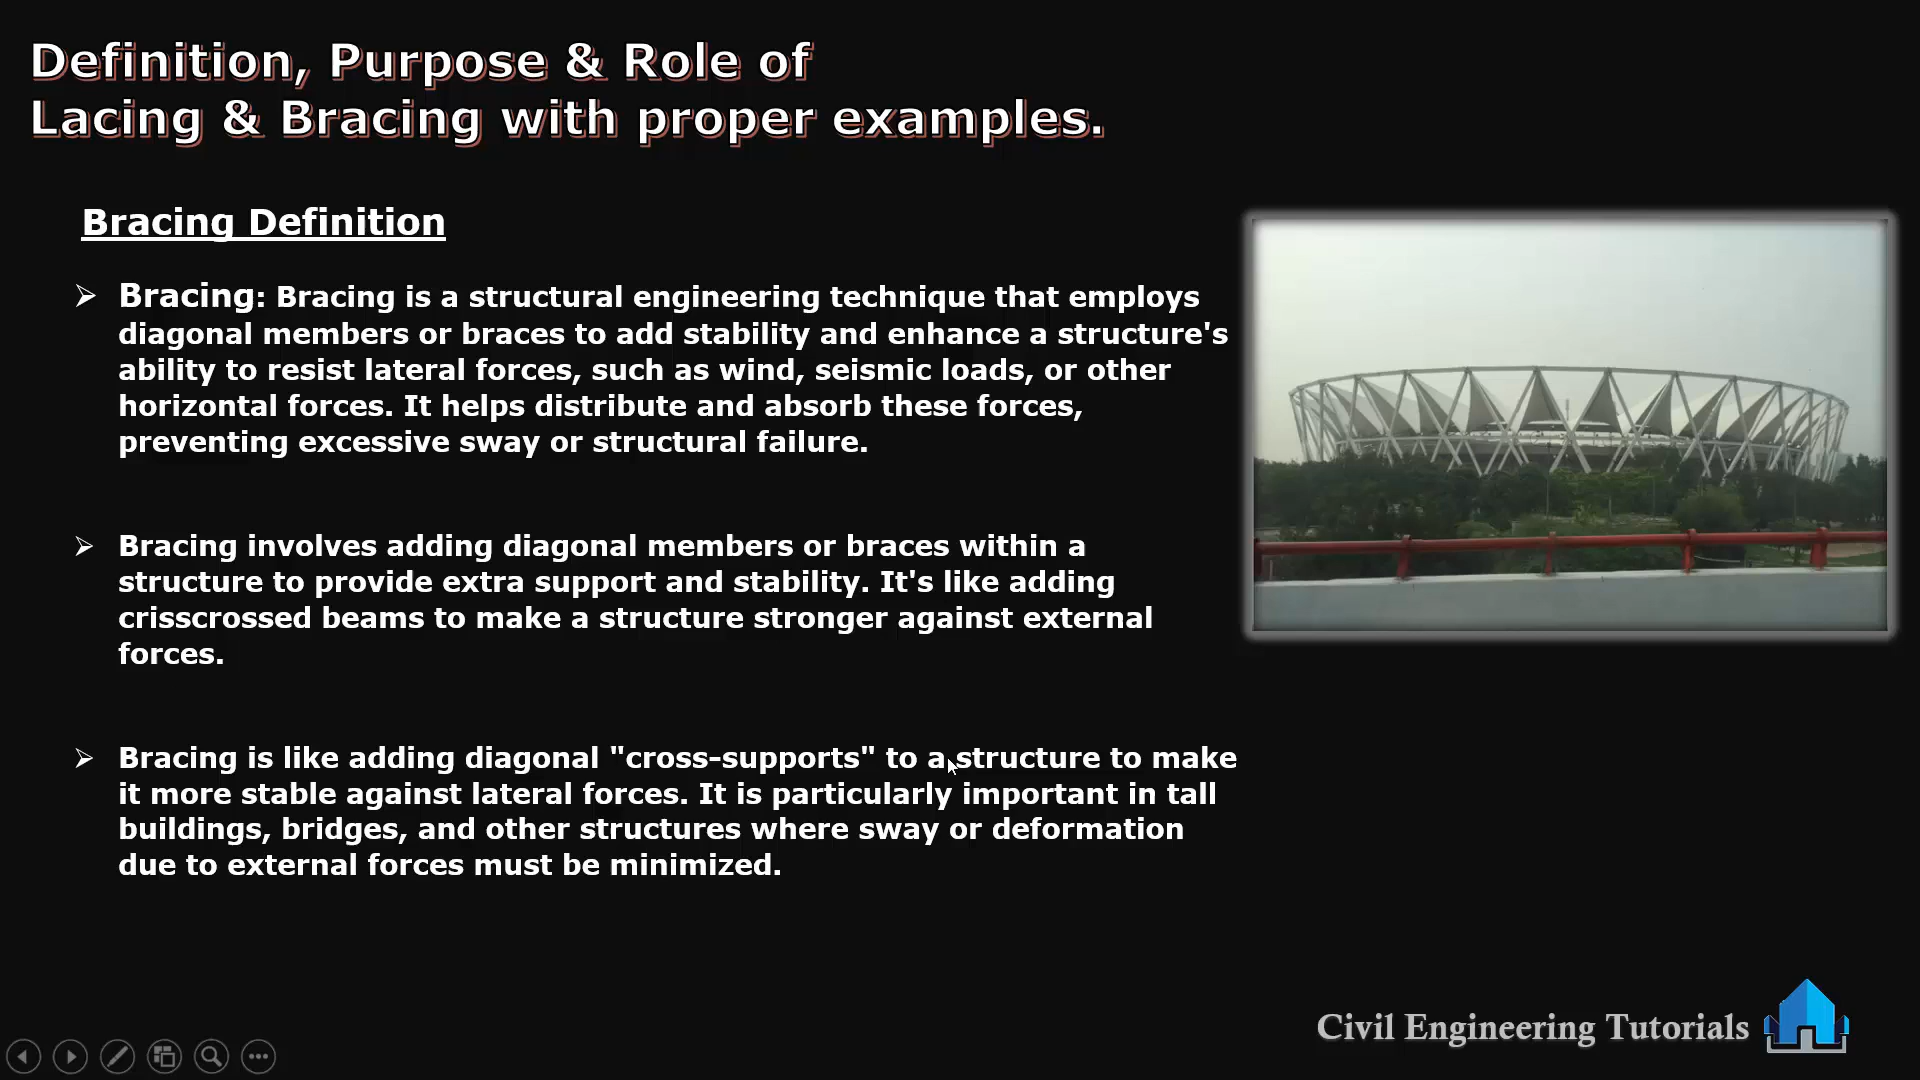 Definition, Purpose & Role of
Lacing & Bracing with proper examples.
Bracing Definition
Bracing: Bracing is a structural engineering technique that employs
diagonal members or braces to add stability and enhance a structure's
ability to resist lateral forces, such as wind, seismic loads, or other
horizontal forces. It helps distribute and absorb these forces,
preventing excessive sway or structural failure.
Bracing involves adding diagonal members or braces within a
structure to provide extra support and stability. It's like adding
crisscrossed beams to make a structure stronger against external
forces.
Bracing is like adding diagonal "cross-supports" to a structure to make
it more stable against lateral forces. It is particularly important in tall
buildings, bridges, and other structures where sway or deformation
due to external forces must be minimized.
Civil Engineering Tutorials